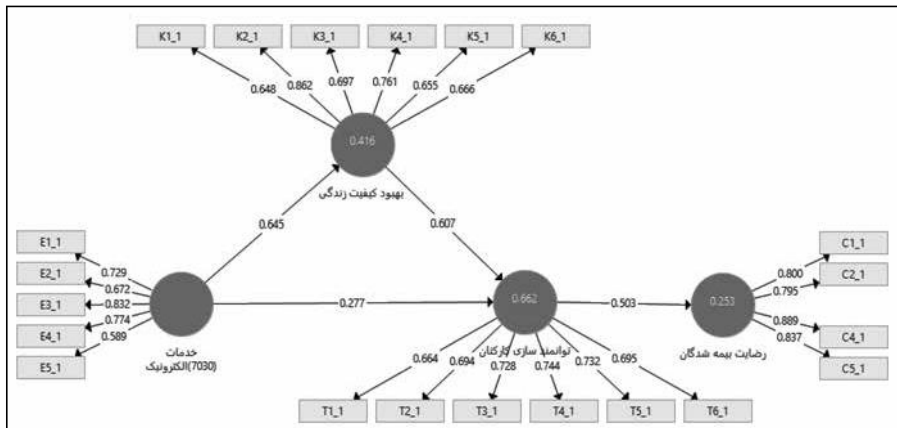 K1_1 K2_1 K3_1 K4_1 K5_1 K6_1
0.648 0.862 0.697 0.761 0.655 0.666
0.416
بهبود کیفیت زندگی
0.645 0.607
E1_1
E2_1
E3_1
E4_1
E5_1
0.729
0.672
0.832
0.774
0.589
خدمات
الکترونیک(7030)
0.277
0.662
توانمند سازی کارکنان
0.503
0.253
رضایت بیمه شدگان
0.800
0.795
0.889
0.837
C1_1
C2_1
C4_1
C5_1
0.664 0.694 0.728 0.744 0.732 0.695
T1_1 T2_1 T3_1 T4_1 T5_1 T6_1